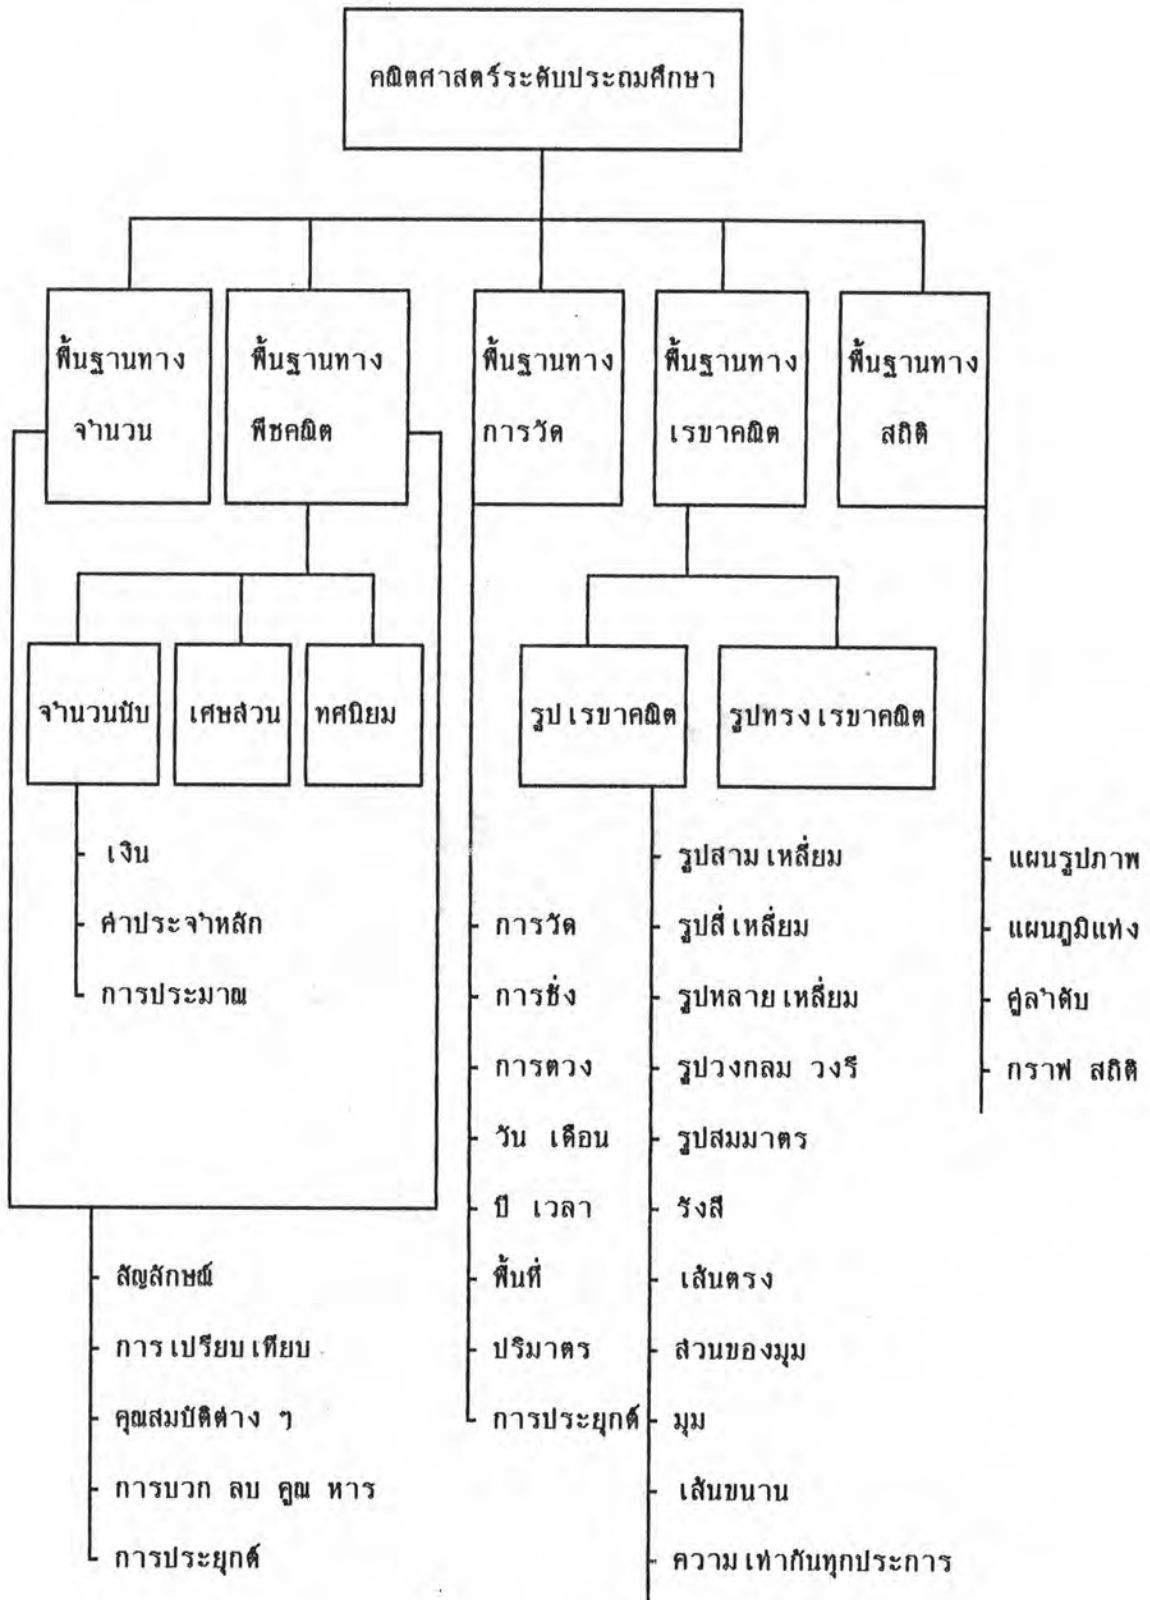 คณิตศาสตร์ระดับประถมศึกษา
พื้นฐานทาง
จำนวน
พื้นฐานทาง
พีชคณิต
พื้นฐานทาง
การวัด
พื้นฐานทาง
เรขาคณิต
พื้นฐานทาง
สถิติ
จำนวนนับ
เศษส่วน
ทศนิยม
รูปเรขาคณิต
รูปทรงเรขาคณิต
เงิน
ค่าประจำหลัก
การประมาณ
สัญลักษณ์
การเปรียบเทียบ
คุณสมบัติต่าง ๆ
การบวก ลบ คูณ หาร
การประยุกต์
การวัด
การชั่ง
การตวง
วัน เดือน
ปี เวลา
พื้นที่
ปริมาตร
การประยุกต์
รูปสามเหลี่ยม
รูปสี่เหลี่ยม
รูปหลายเหลี่ยม
รูปวงกลม วงรี
รูปสมมาตร
รังสี
เส้นตรง
ส่วนของมุม
มุม
เส้นขนาน
ความเท่ากันทุกประการ
แผนรูปภาพ
แผนภูมิแท่ง
คู่ลำดับ
กราฟ สถิติ